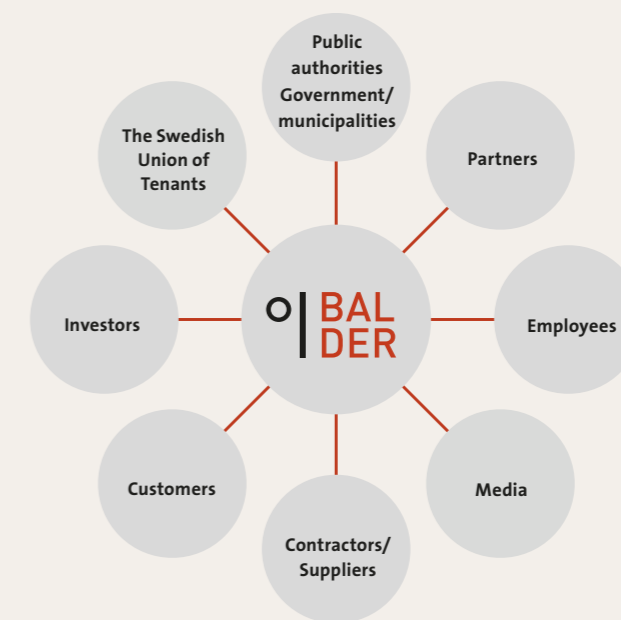 Public
authorities
Government/
municipalities
The Swedish
Union of
Tenants
Partners
Investors
BAL
DER
Employees
Customers
Media
Contractors/
Suppliers